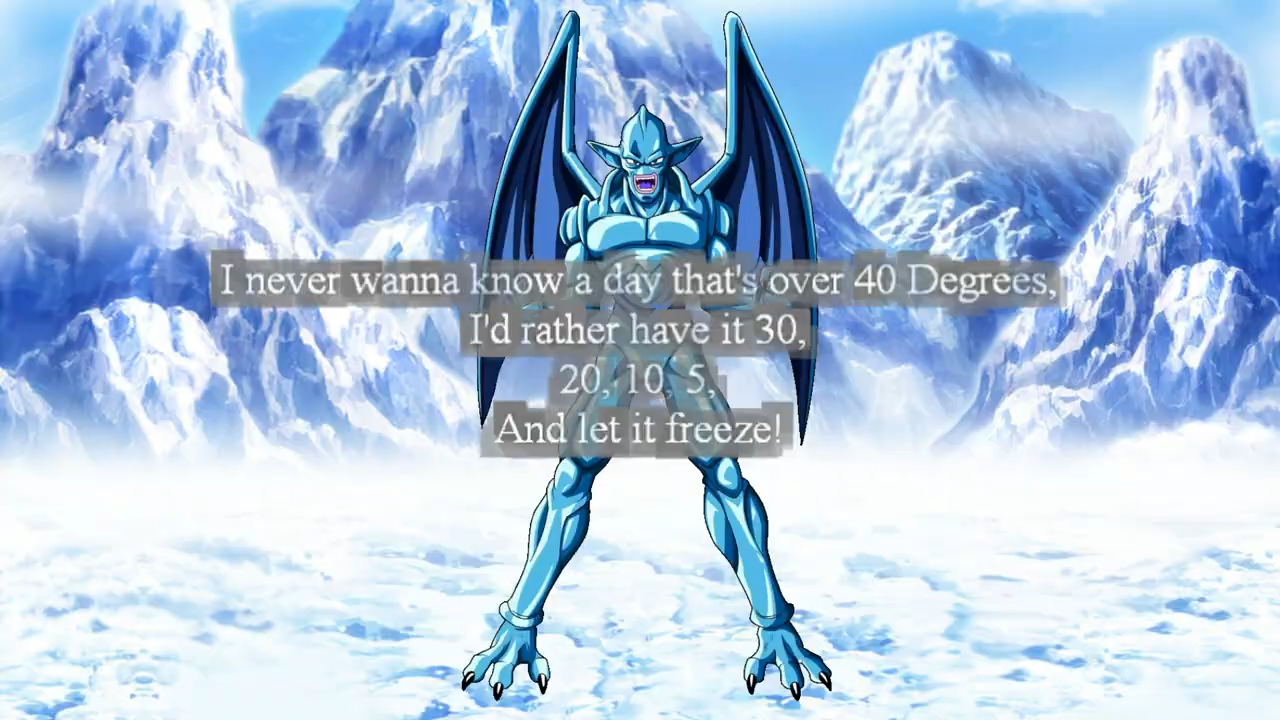 I never wanna know a day that's over 40 Degrees,
I'd rather have it 30,
20, 10, 5,
And let it freeze!